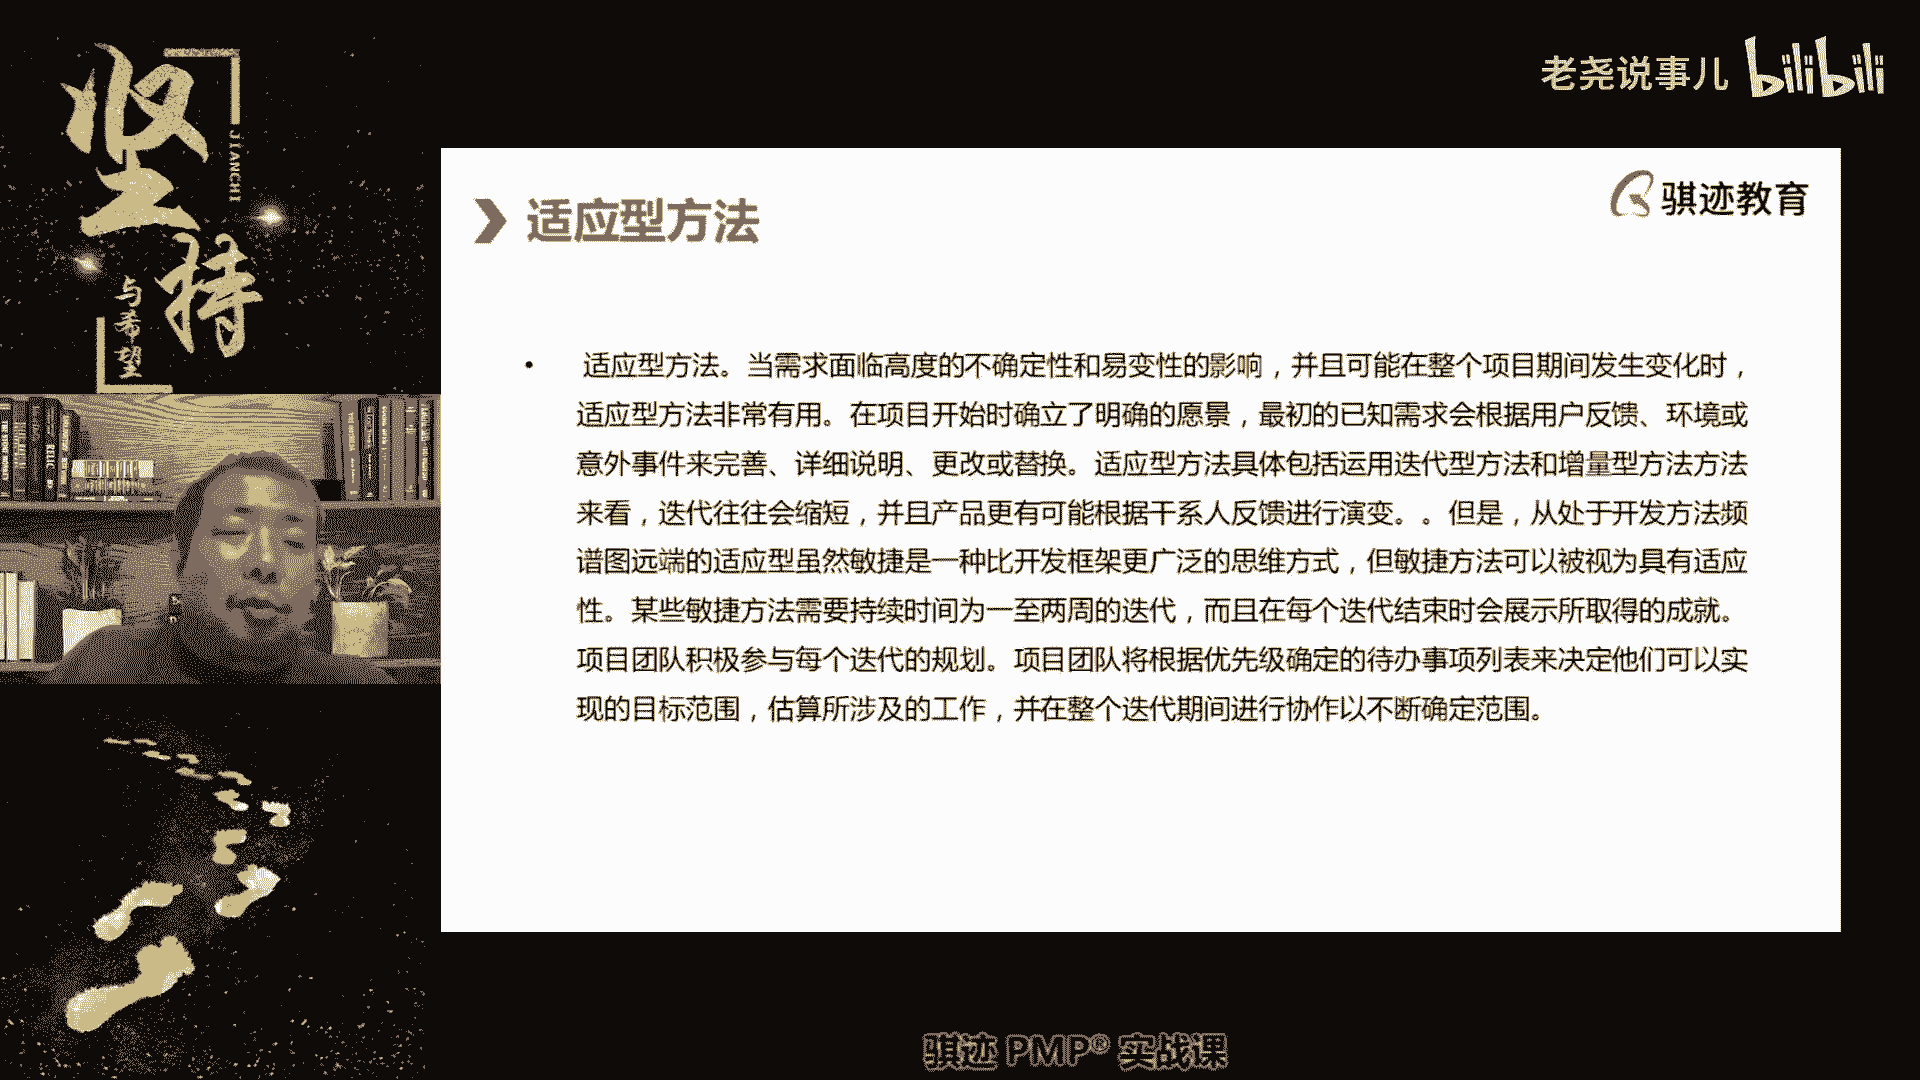 坚持
JIANCHI
与希望
老尧说事儿 bilibili
骐迹教育
适应型方法
• 适应型方法。当需求面临高度的不确定性和易变性的影响，并且可能在整个项目期间发生变化时，
适应型方法非常有用。在项目开始时确立了明确的愿景，最初的已知需求会根据用户反馈、环境或
意外事件来完善、详细说明、更改或替换。适应型方法具体包括运用迭代型方法和增量型方法方法
来看，迭代往往会缩短，并且产品更有可能根据干系人反馈进行演变。。但是，从处于开发方法频
谱图远端的适应型虽然敏捷是一种比开发框架更广泛的思维方式，但敏捷方法可以被视为具有适应
性。某些敏捷方法需要持续时间为一至两周的迭代，而且在每个迭代结束时会展示所取得的成就。
项目团队积极参与每个迭代的规划。项目团队将根据优先级确定的待办事项列表来决定他们可以实
现的目标范围，估算所涉及的工作，并在整个迭代期间进行协作以不断确定范围。
骐迹 PMP® 实战课